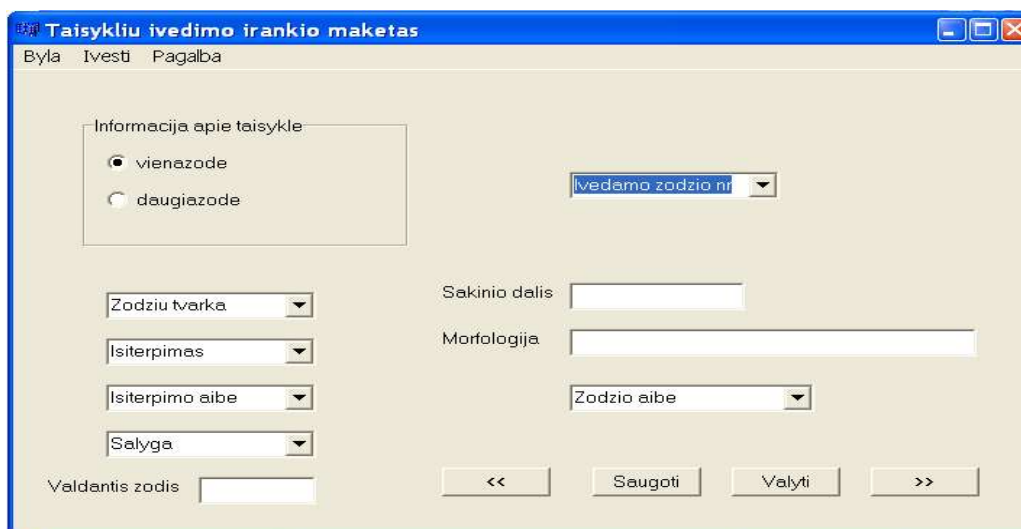 Taisykliu ivedimo irankio maketas
Byla Ivesti Pagalba
Informacija apie taisykle
vienazode
daugiazode
Ivedamo zodzio nr
Zodziu tvarka
Isiterpimas
Isiterpimo aibe
Salyga
Valdantis zodis
Sakinio dalis
Morfologija
Zodzio aibe
<< Saugoti Valyti >>